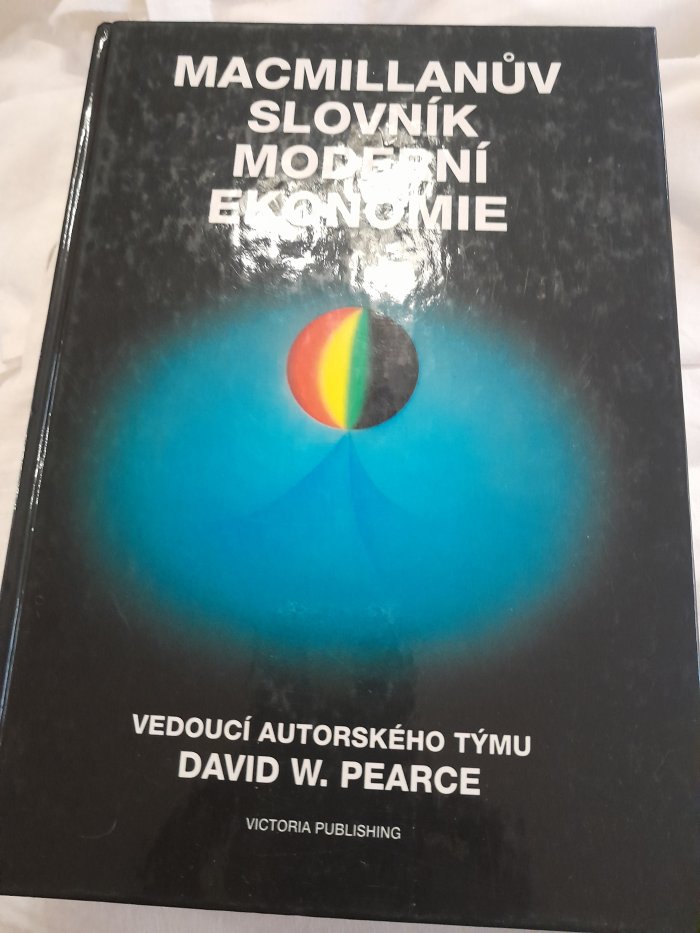 MACMILLANŮV
SLOVNÍK
MODERNÍ
EKONOMIE
VEDOUCÍ AUTORSKÉHO TÝMU
DAVID W. PEARCE
VICTORIA PUBLISHING